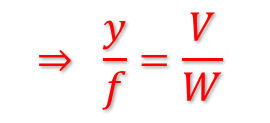 ⇒ y/f = V/W